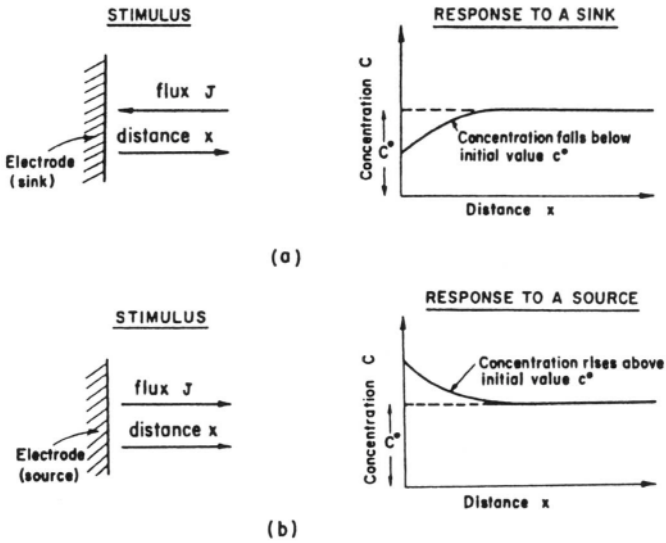 STIMULUS
RESPONSE TO A SINK
flux J
distance x
Electrode
(sink)
Concentration C
C°
Concentration falls below
initial value c°
Distance x
(a)
STIMULUS
RESPONSE TO A SOURCE
flux J
distance x
Electrode
(source)
Concentration C
C°
Concentration rises above
initial value c°
Distance x
(b)